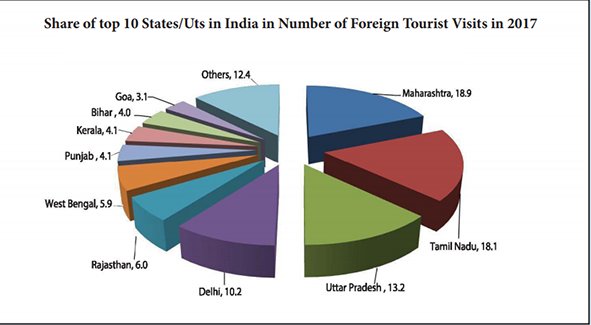 Share of top 10 States/Uts in India in Number of Foreign Tourist Visits in 2017
Others, 12.4
Maharashtra, 18.9
Goa, 3.1
Bihar , 4.0
Kerala, 4.1
Punjab , 4.1
West Bengal, 5.9
Tamil Nadu, 18.1
Rajasthan, 6.0
Delhi, 10.2
Uttar Pradesh , 13.2